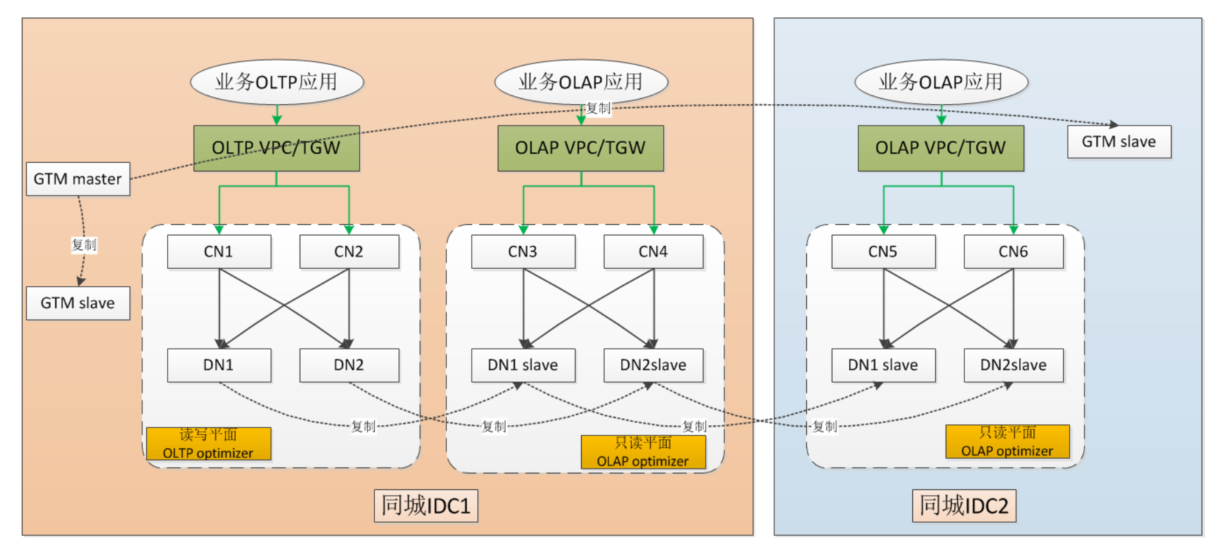 业务OLTP应用
业务OLAP应用
业务OLAP应用
复制
OLTP VPC/TGW
OLAP VPC/TGW
OLAP VPC/TGW
GTM slave
GTM master
复制
GTM slave
CN1
CN2
CN3
CN4
CN5
CN6
DN1
DN2
DN1 slave
DN2slave
DN1 slave
DN2slave
复制
复制
复制
复制
读写平面
OLTP optimizer
只读平面
OLAP optimizer
只读平面
OLAP optimizer
同城IDC1
同城IDC2